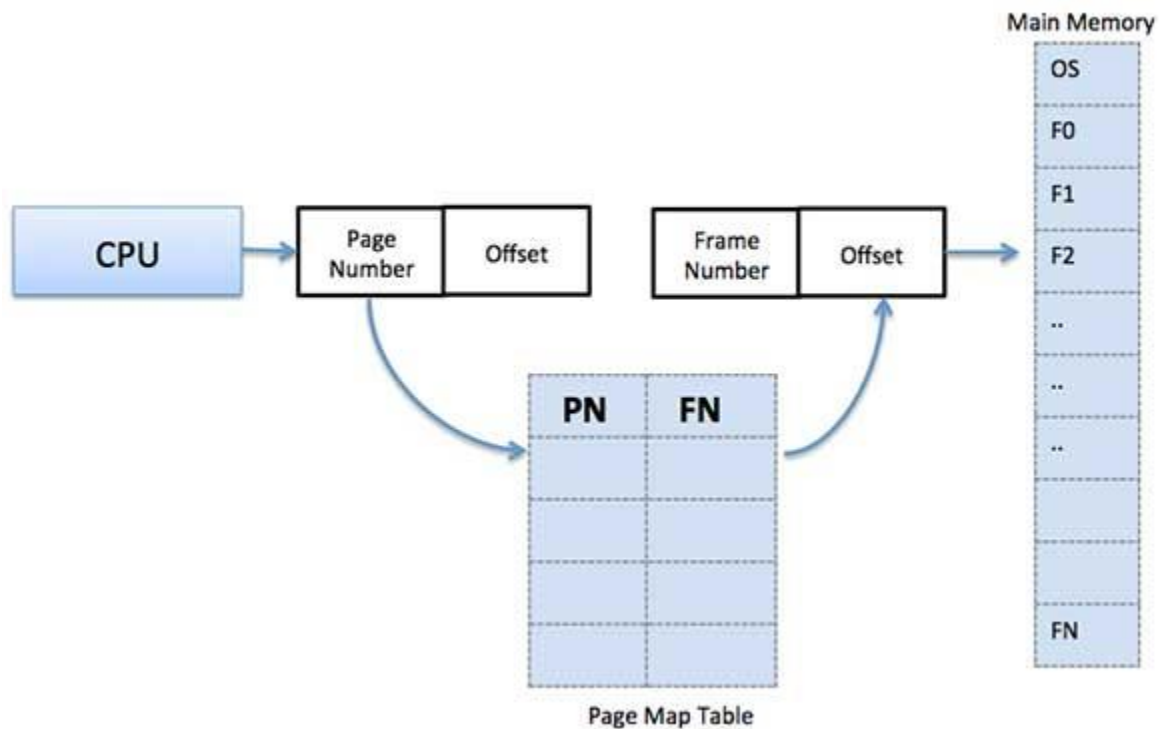 Main Memory
OS
F0
F1
F2
..
..
..
FN
CPU
Page
Number
Offset
Frame
Number
Offset
PN FN
Page Map Table